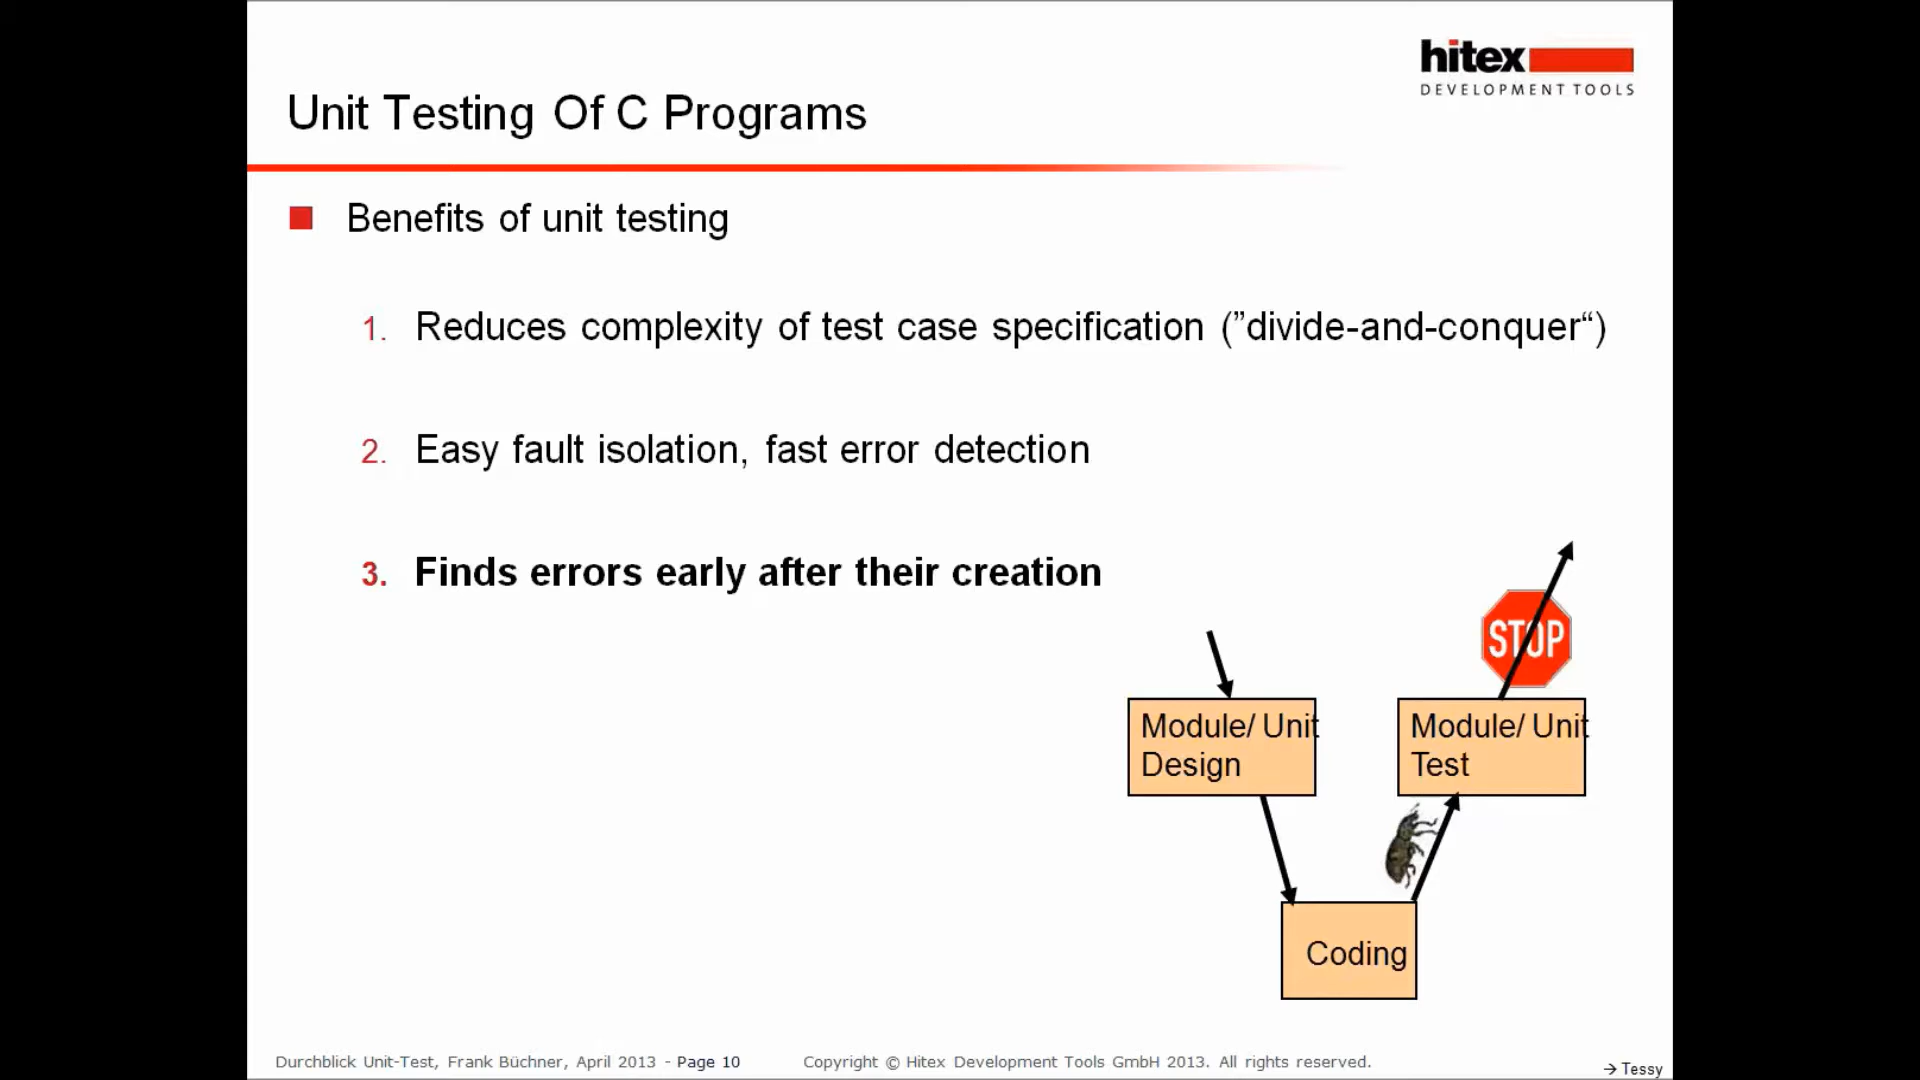 hitex
DEVELOPMENT TOOLS
Unit Testing Of C Programs
Benefits of unit testing
1. Reduces complexity of test case specification (”divide-and-conquer“)
2. Easy fault isolation, fast error detection
3. Finds errors early after their creation
STOP
Module/ Unit
Design
Module/ Unit
Test
Coding
Durchblick Unit-Test, Frank Büchner, April 2013 - Page 10
Copyright © Hitex Development Tools GmbH 2013. All rights reserved.
→ Tessy